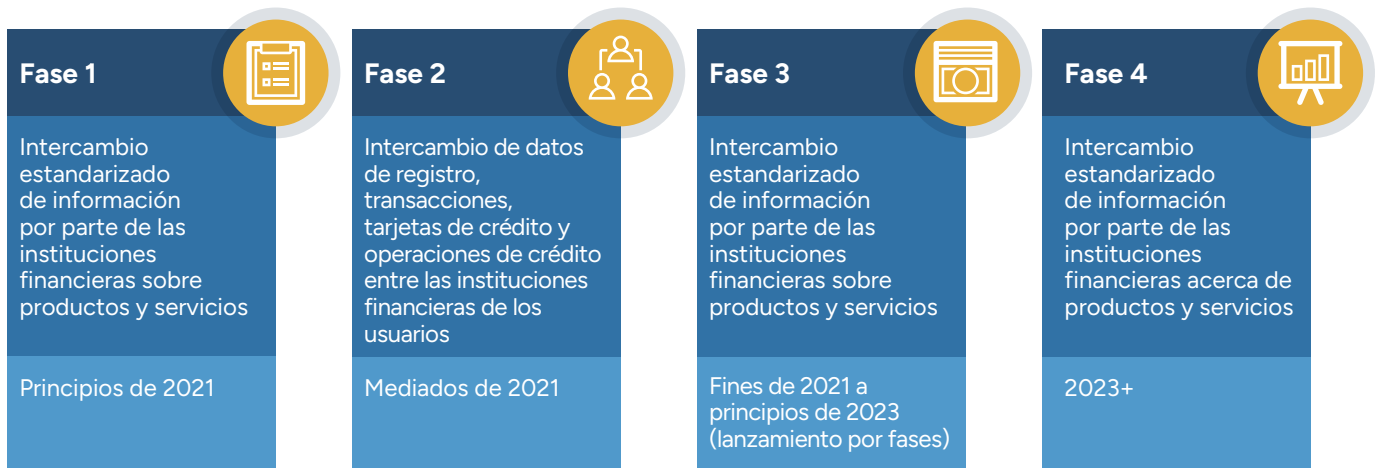 Fase 1
Intercambio
estandarizado
de información
por parte de las
instituciones
financieras sobre
productos y servicios
Principios de 2021
Fase 2
Intercambio de datos
de registro,
transacciones,
tarjetas de crédito y
operaciones de crédito
entre las instituciones
financieras de los
usuarios
Mediados de 2021
Fase 3
Intercambio
estandarizado
de información
por parte de las
instituciones
financieras sobre
productos y servicios
Fines de 2021 a
principios de 2023
(lanzamiento por fases)
Fase 4
Intercambio
estandarizado
de información
por parte de las
instituciones
financieras acerca de
productos y servicios
2023+